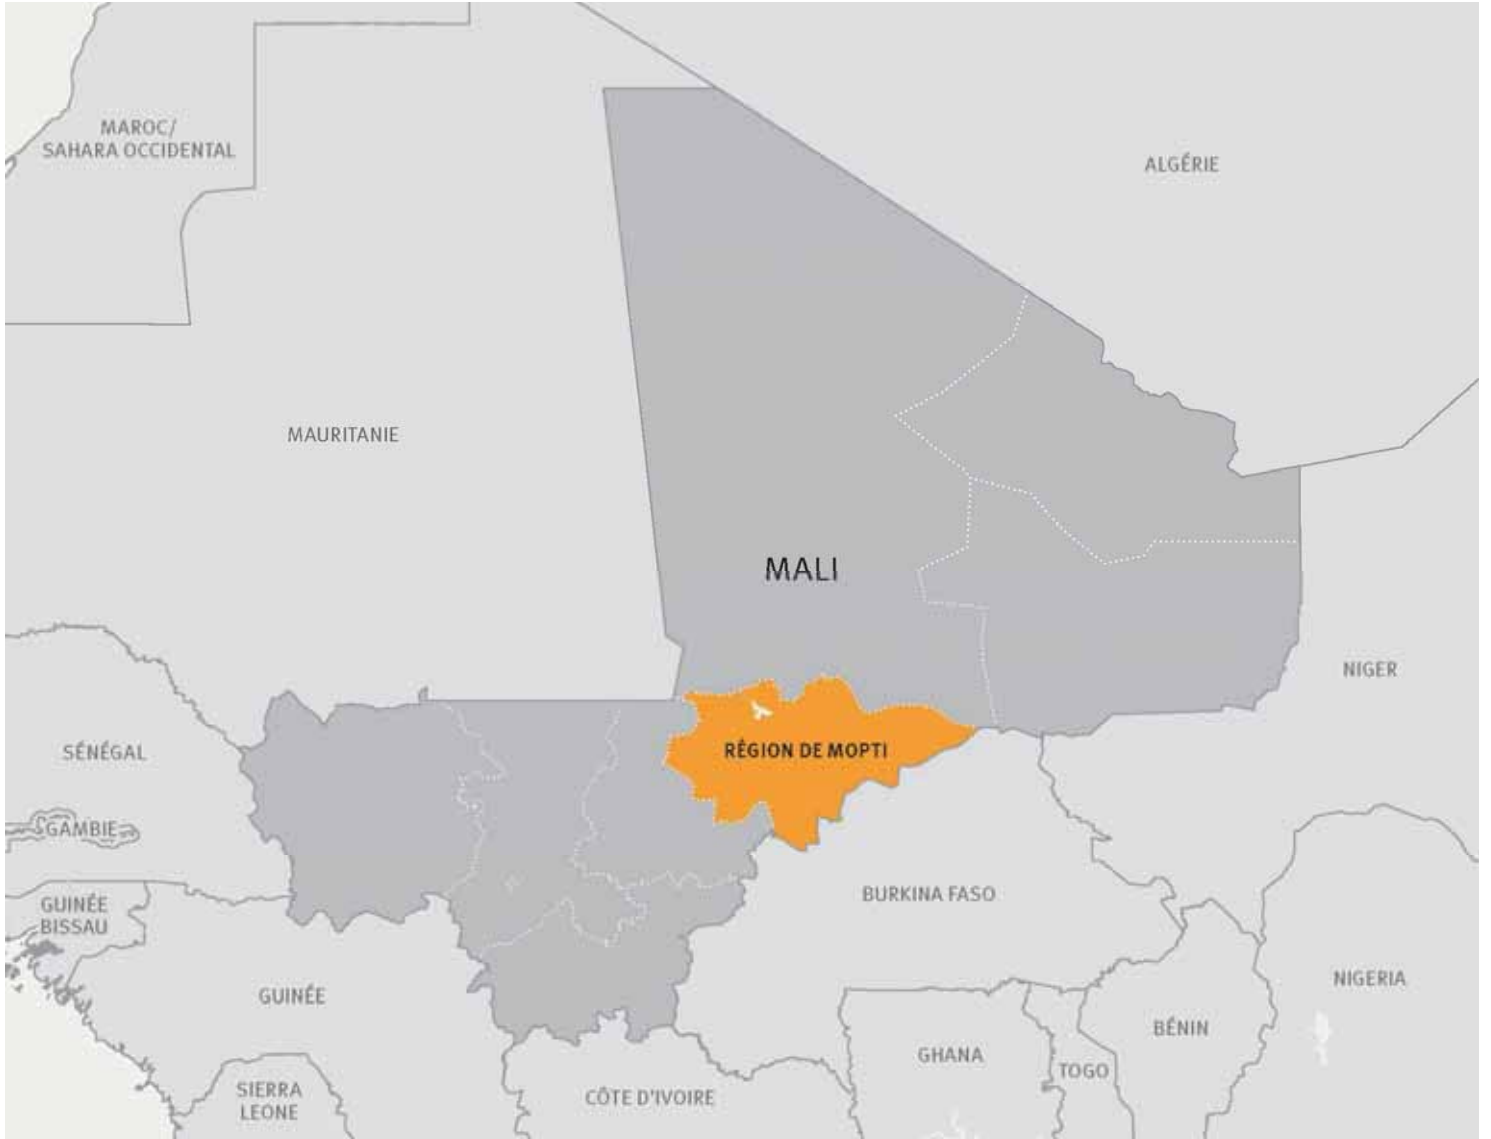 MAROC/
SAHARA OCCIDENTAL
ALGÉRIE
MAURITANIE
MALI
NIGER
RÉGION DE MOPTI
SÉNÉGAL
GAMBIE
BURKINA FASO
GUINÉE
BISSAU
NIGERIA
GUINÉE
BÉNIN
GHANA
TOGO
SIERRA
LEONE
CÔTE D'IVOIRE